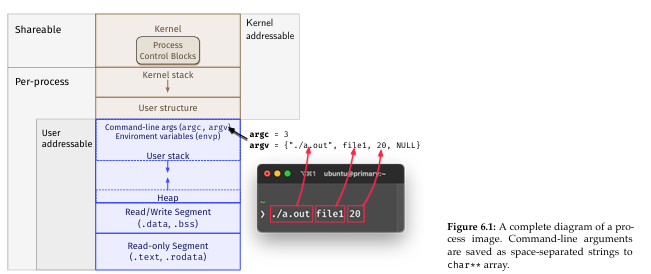 Shareable
Kernel
Process
Control Blocks
Kernel
addressable
Per-process
Kernel stack
User structure
User
addressable
Command-line args (argc, argv)
Enviroment variables (envp)
User stack
Heap
Read/Write Segment
(.data, .bss)
Read-only Segment
(.text, .rodata)
argc = 3
argv = {"./a.out", file1, 20, NULL}
⌥⌘1 ubuntu@primary:~
~
❯ ./a.out file1 20
Figure 6.1: A complete diagram of a pro-
cess image. Command-line arguments
are saved as space-separated strings to
char** array.